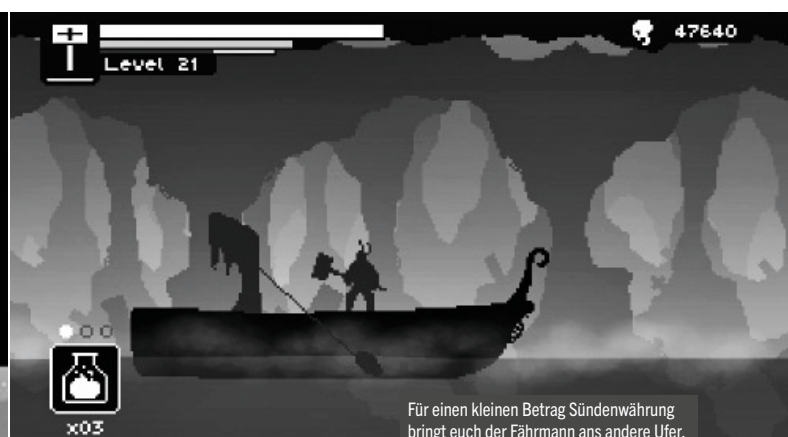 47640
Level 21
x03
Für einen kleinen Betrag Sündenwährung
bringt euch der Fährmann ans andere Ufer.